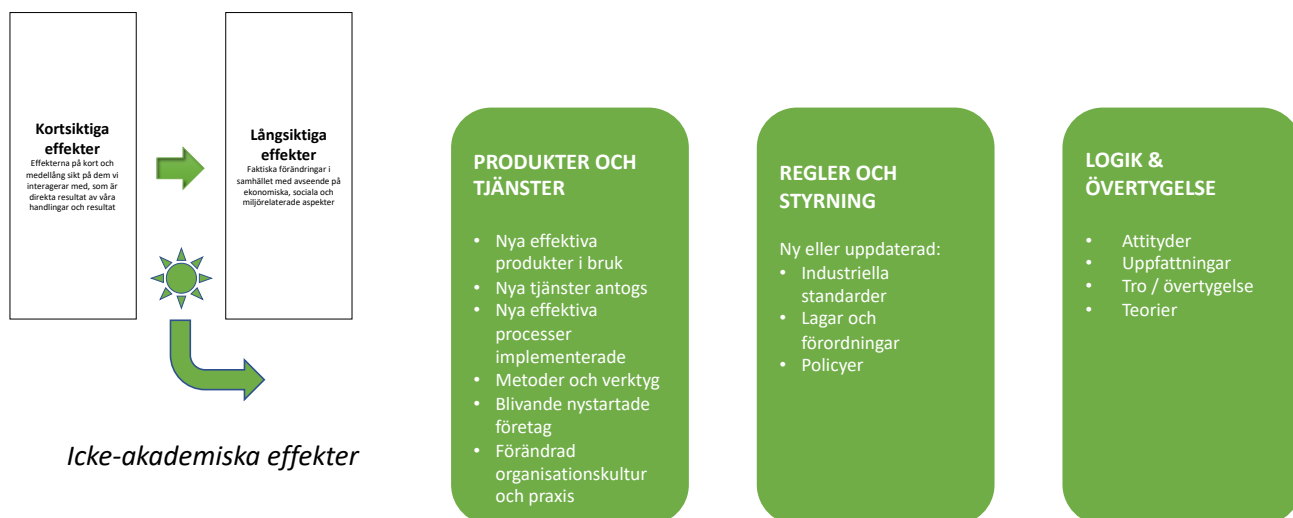 Kortsiktiga
effekter
Effekterna på kort och
medellång sikt på dem vi
interagerar med, som är
direkta resultat av våra
handlingar och resultat
Långsiktiga
effekter
Faktiska förändringar i
samhället med avseende på
ekonomiska, sociala och
miljörelaterade aspekter
Icke-akademiska effekter
PRODUKTER OCH
TJÄNSTER
• Nya effektiva
produkter i bruk
• Nya tjänster antogs
• Nya effektiva
processer
implementerade
• Metoder och verktyg
• Blivande nystartade
företag
• Förändrad
organisationskultur
och praxis
REGLER OCH
STYRNING
Ny eller uppdaterad:
• Industriella
standarder
• Lagar och
förordningar
• Policyer
LOGIK &
ÖVERTYGELSE
• Attityder
• Uppfattningar
• Tro / övertygelse
• Teorier